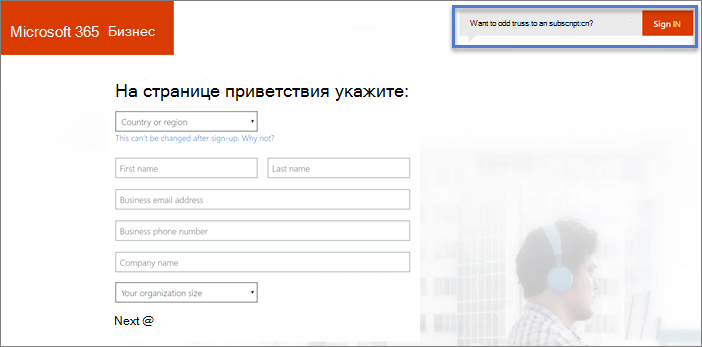 Microsoft 365 Бизнес
Want to odd truss to an subscnpt:cn?
Sign IN
На странице приветствия укажите:
Country or region
This can't be changed after sign-up. Why not?
First name
Last name
Business email address
Business phone number
Company name
Your organization size
Next @